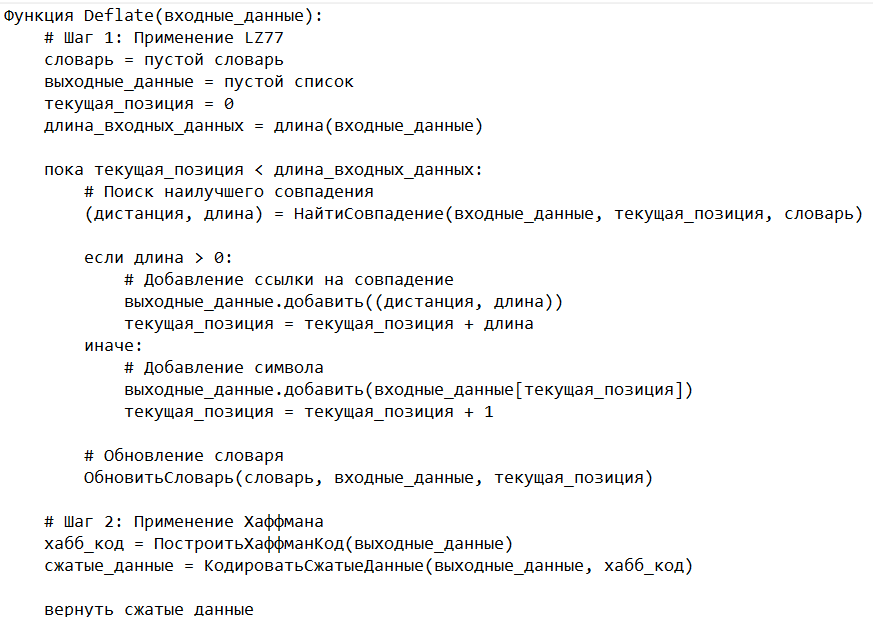 Функция Deflate(входные_данные):
# Шаг 1: Применение LZ77
словарь = пустой словарь
выходные_данные = пустой список
текущая_позиция = 0
длина_входных_данных = длина(входные_данные)
пока текущая_позиция < длина_входных_данных:
# Поиск наилучшего совпадения
(дистанция, длина) = НайтиСовпадение(входные_данные, текущая_позиция, словарь)
если длина > 0:
# Добавление ссылки на совпадение
выходные_данные.добавить((дистанция, длина))
текущая_позиция = текущая_позиция + длина
иначе:
# Добавление символа
выходные_данные.добавить(входные_данные[текущая_позиция])
текущая_позиция = текущая_позиция + 1
# Обновление словаря
ОбновитьСловарь(словарь, входные_данные, текущая_позиция)
# Шаг 2: Применение Хаффмана
хабб_код = ПостроитьХаффманКод(выходные_данные)
сжатые_данные = КодироватьСжатыеДанные(выходные_данные, хабб_код)
вернуть сжатые данные